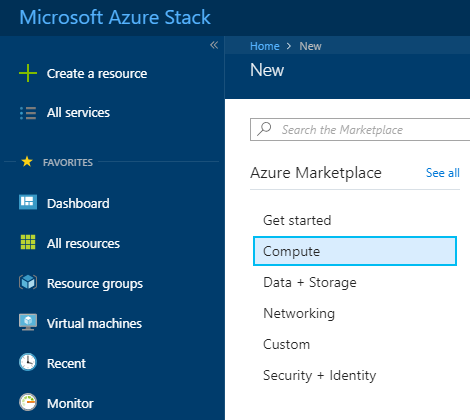 Microsoft Azure Stack
«
Create a resource
All services
FAVORITES
Dashboard
All resources
Resource groups
Virtual machines
Recent
Monitor
Home > New
New
Search the Marketplace
Azure Marketplace See all
Get started
Compute
Data + Storage
Networking
Custom
Security + Identity